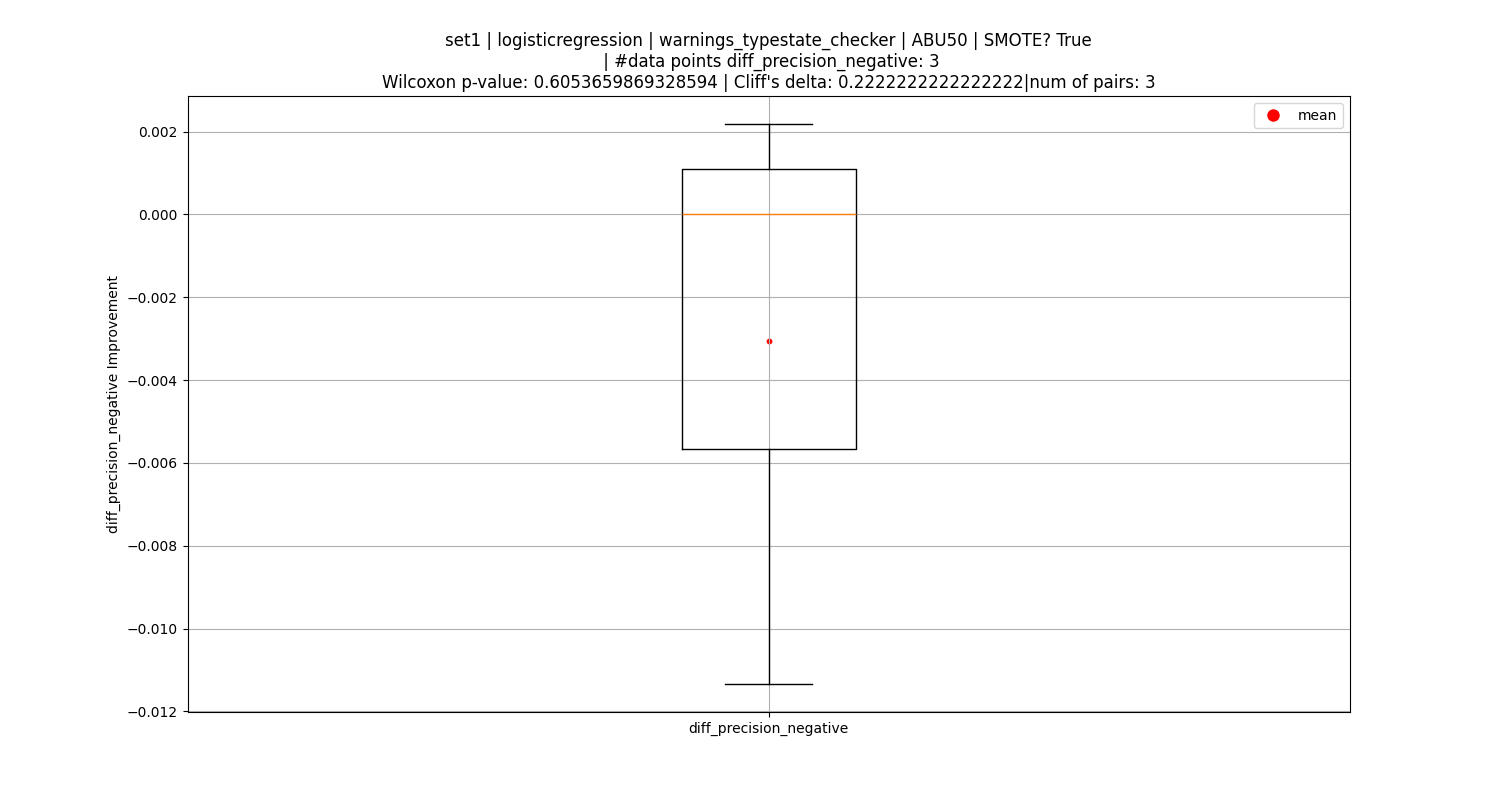 set1 | logisticregression | warnings_typestate_checker | ABU50 | SMOTE? True
| #data points diff_precision_negative: 3
Wilcoxon p-value: 0.6053659869328594 | Cliff's delta: 0.2222222222222222|num of pairs: 3
mean
0.002
0.000
−0.002
−0.004
−0.006
−0.008
−0.010
−0.012
diff_precision_negative Improvement
diff_precision_negative